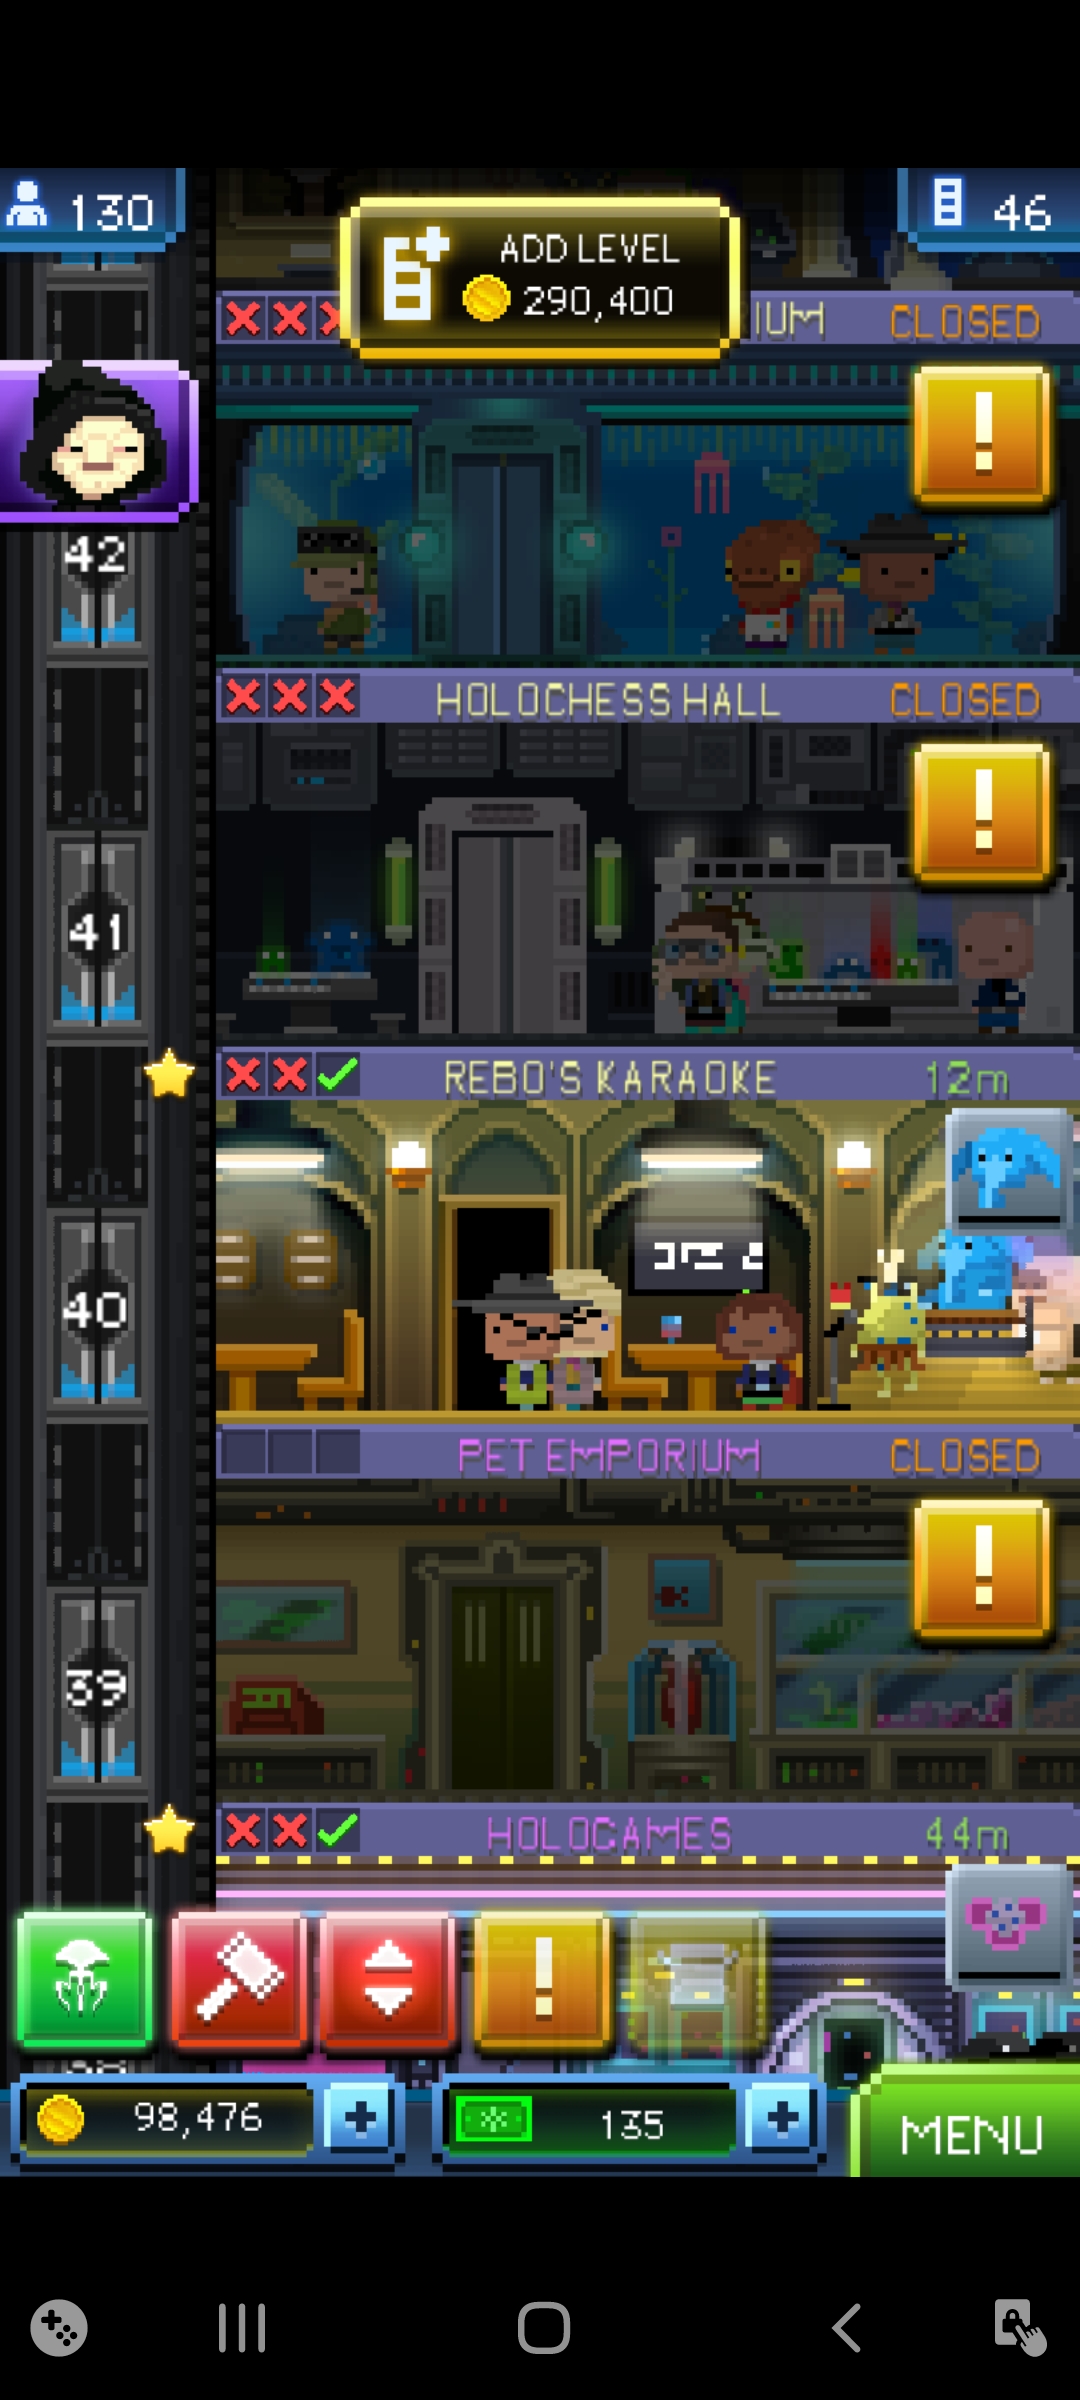 130
ADD LEVEL
290,400
46
IUM
CLOSED
42
HOLOCHESS HALL
CLOSED
41
REBO'S KARAOKE
12m
40
PET EMPORIUM
CLOSED
39
HOLOGAMES
44m
98,476
135
MENU